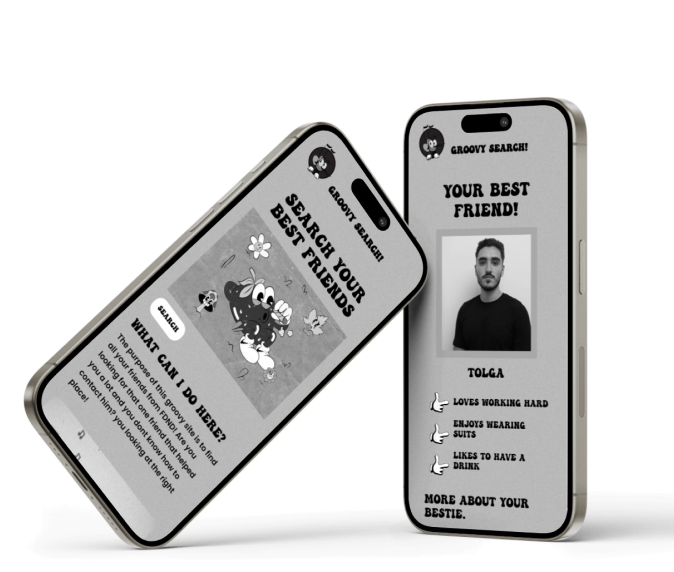 GROOVY SEARCH!
SEARCH YOUR
BEST FRIENDS
SEARCH
WHAT CAN I DO HERE?
The purpose of this groovy site is to find
all your friends from FDND! Are you
looking for that one friend that helped
you a lot and you dont know how to
contact him? you looking at the right
place!
GROOVY SEARCH!
YOUR BEST
FRIEND!
TOLGA
LOVES WORKING HARD
ENJOYS WEARING
SUITS
LIKES TO HAVE A
DRINK
MORE ABOUT YOUR
BESTIE.